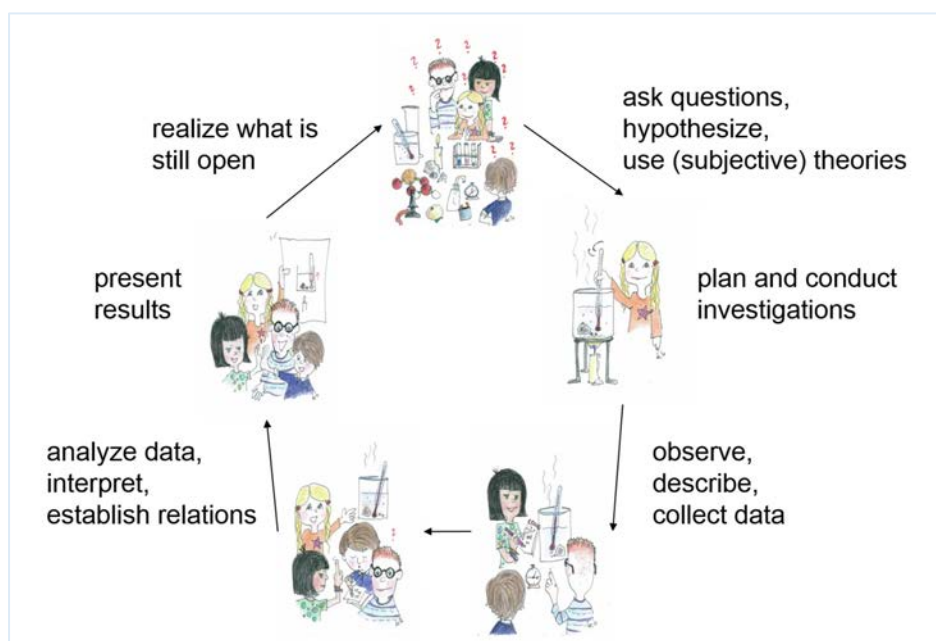 ask questions,
hypothesize,
use (subjective) theories
plan and conduct
investigations
observe,
describe,
collect data
analyze data,
interpret,
establish relations
present
results
realize what is
still open